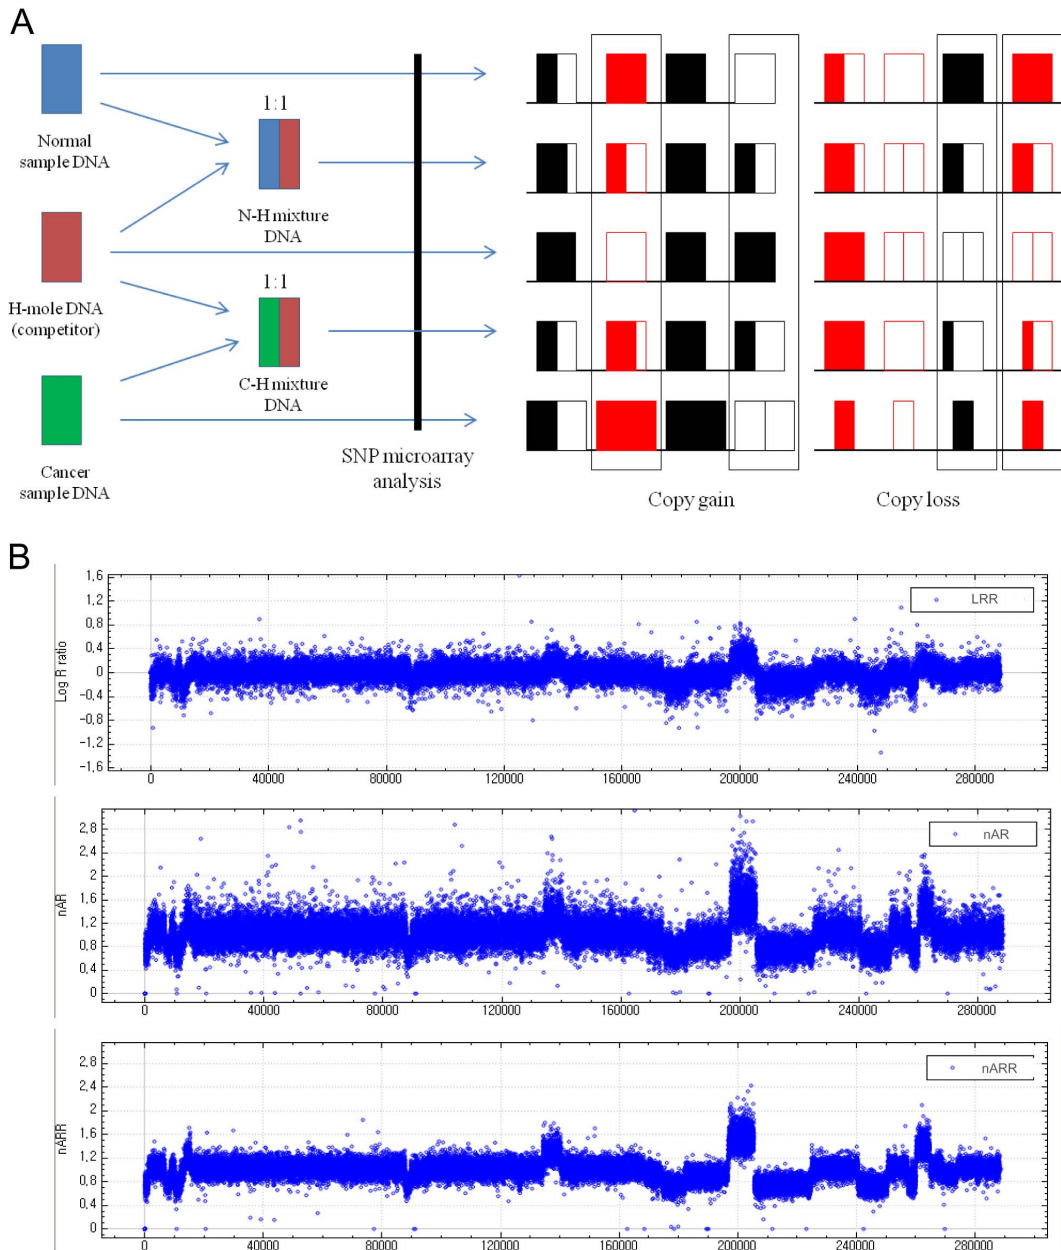 A
Normal
sample DNA
1:1
N-H mixture
DNA
H-mole DNA
(competitor)
1:1
C-H mixture
DNA
Cancer
sample DNA
SNP microarray
analysis
Copy gain
Copy loss
B
LRR
Log R ratio
1,6
1,2
0,8
0,4
0
-0,4
-0,8
-1,2
-1,6
0 40000 80000 120000 160000 200000 240000 280000
nAR
nAR
2,8
2,4
2
1,6
1,2
0,8
0,4
0
0 40000 80000 120000 160000 200000 240000 280000
nARR
nARR
2,8
2,4
2
1,6
1,2
0,8
0,4
0
0 40000 80000 120000 160000 200000 240000 280000